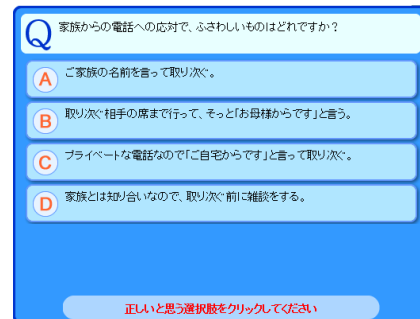 Q 家族からの電話への応対で、ふさわしいものはどれですか？
A ご家族の名前を言って取り次ぐ。
B 取り次ぐ相手の席まで行って、そっと「お母様からです」と言う。
C プライベートな電話なので「ご自宅からです」と言って取り次ぐ。
D 家族とは知り合いなので、取り次ぐ前に雑談をする。
正しいと思う選択肢をクリックしてください